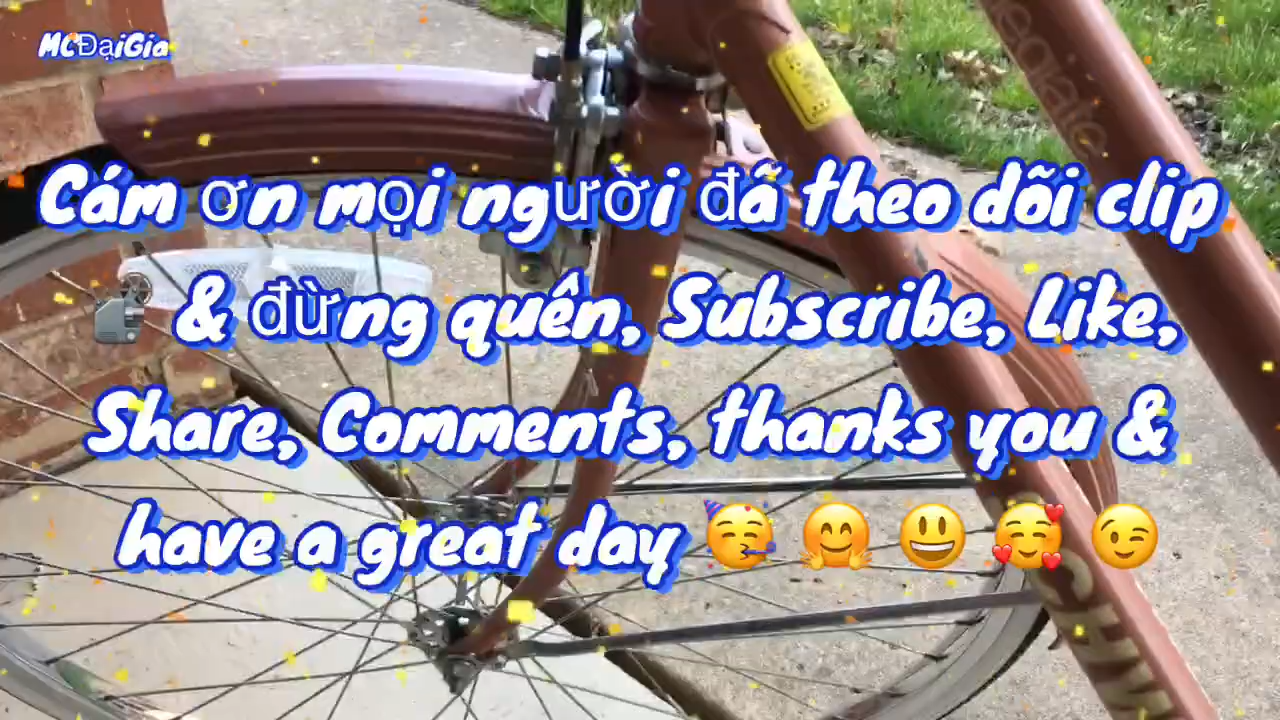 MCĐạiGia
Cám ơn mọi người đã theo dõi clip
🎥 & đừng quên, Subscribe, Like,
Share, Comments, thanks you &
have a great day 🥳 🤗 😃 🥰 😉